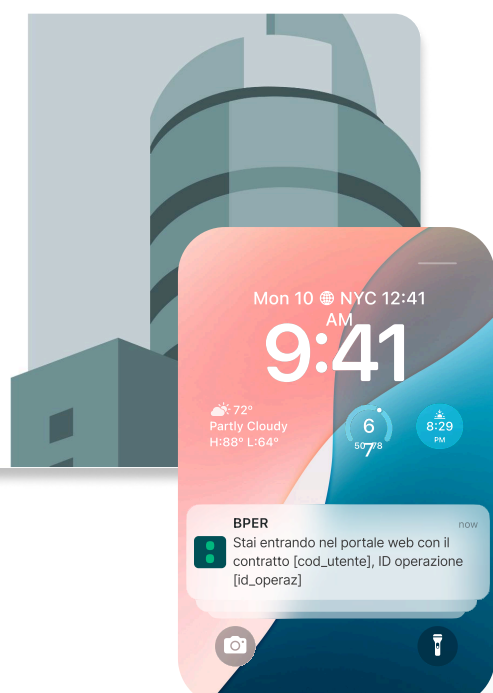 Mon 10 NYC 12:41
AM
9:41
72°
Partly Cloudy
H:88° L:64°
67
50 78
8:29
PM
BPER
now
Stai entrando nel portale web con il
contratto [cod_utente], ID operazione
[id_operaz]